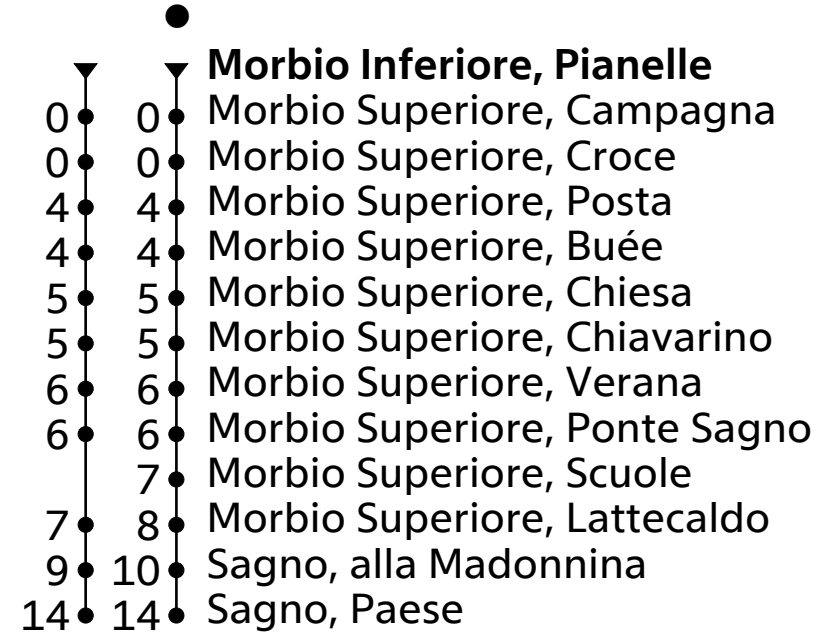 Morbio Inferiore, Pianelle
0 0 Morbio Superiore, Campagna
0 0 Morbio Superiore, Croce
4 4 Morbio Superiore, Posta
4 4 Morbio Superiore, Buée
5 5 Morbio Superiore, Chiesa
5 5 Morbio Superiore, Chiavarino
6 6 Morbio Superiore, Verana
6 6 Morbio Superiore, Ponte Sagno
7 Morbio Superiore, Scuole
7 8 Morbio Superiore, Lattecaldo
9 10 Sagno, alla Madonnina
14 14 Sagno, Paese